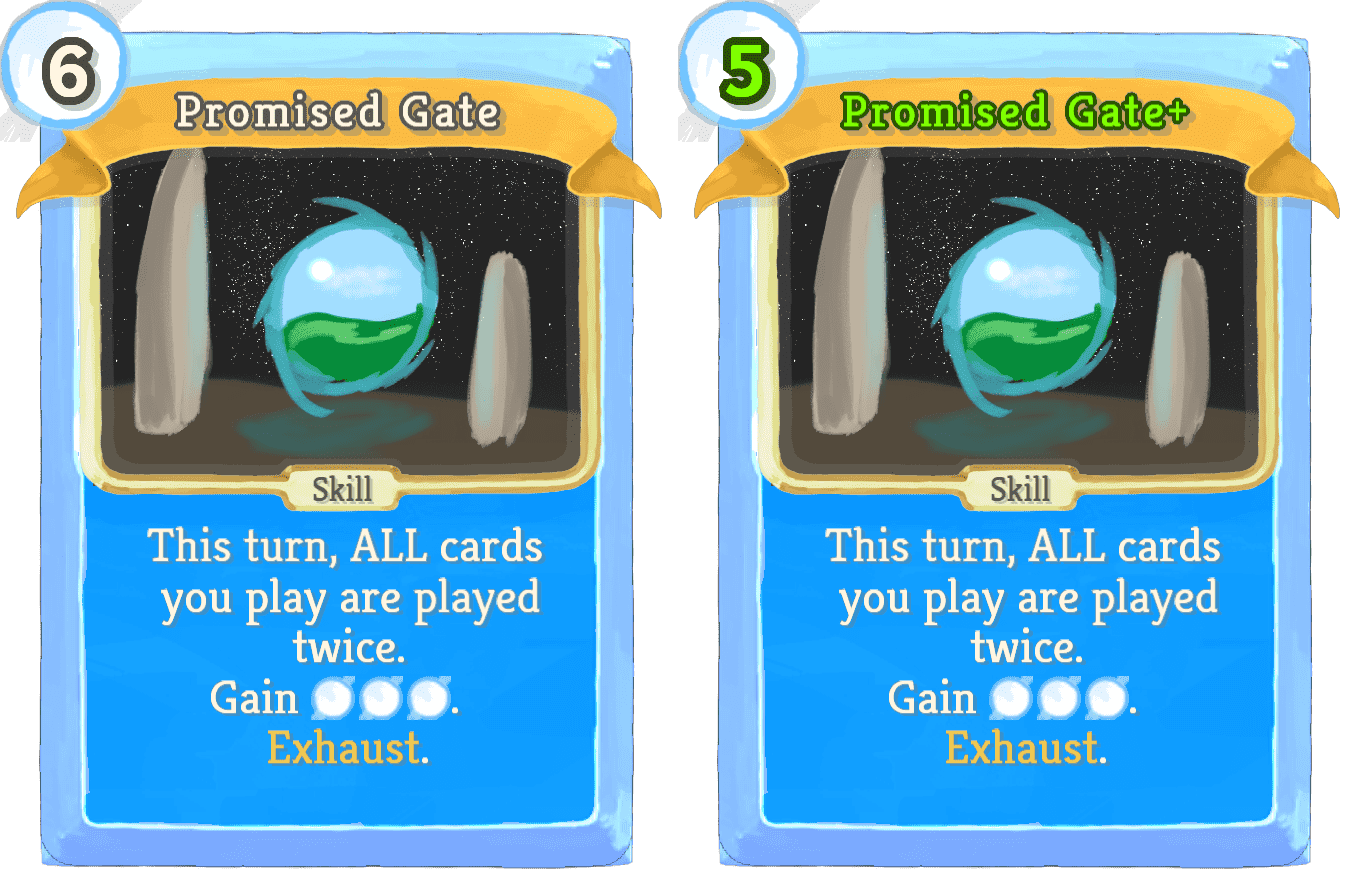 6
Promised Gate
Skill
This turn, ALL cards
you play are played
twice.
Gain .
Exhaust.
5
Promised Gate+
Skill
This turn, ALL cards
you play are played
twice.
Gain .
Exhaust.